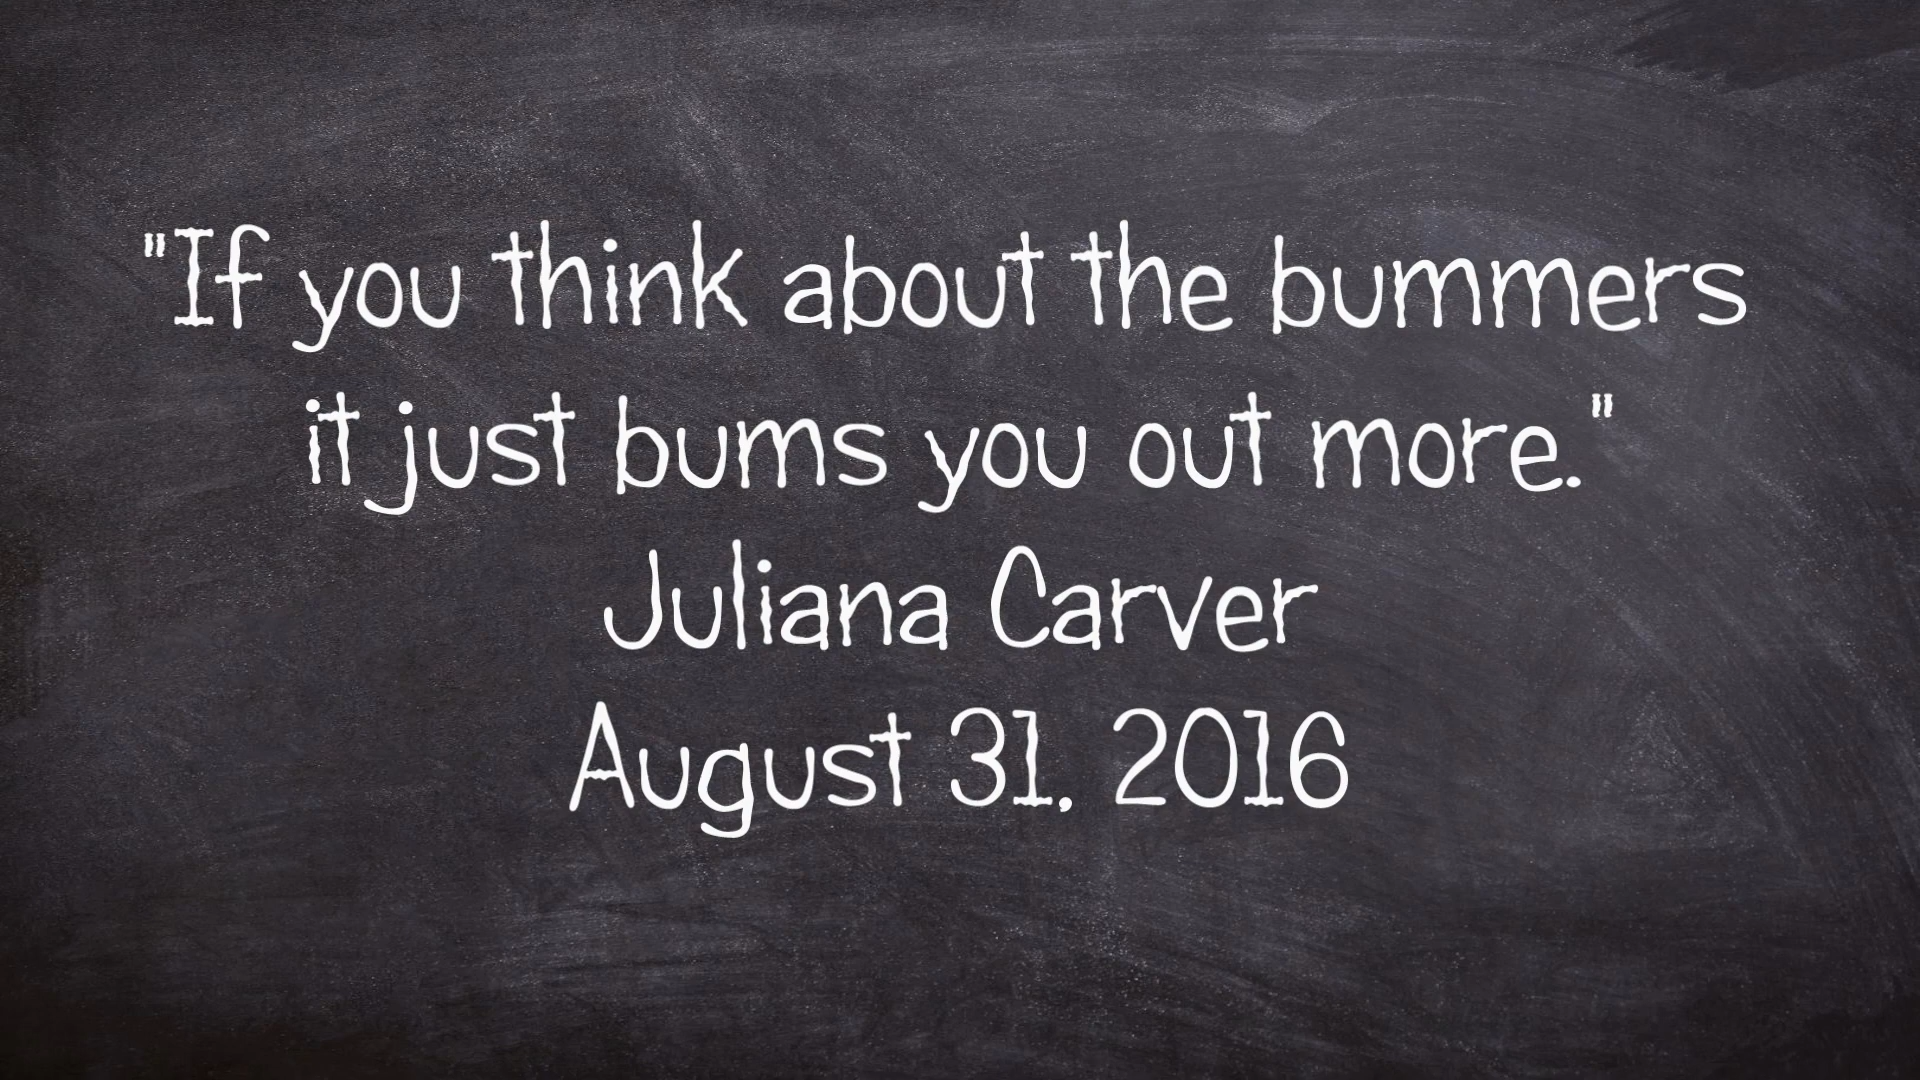 "If you think about the bummers
it just bums you out more."
Juliana Carver
August 31, 2016